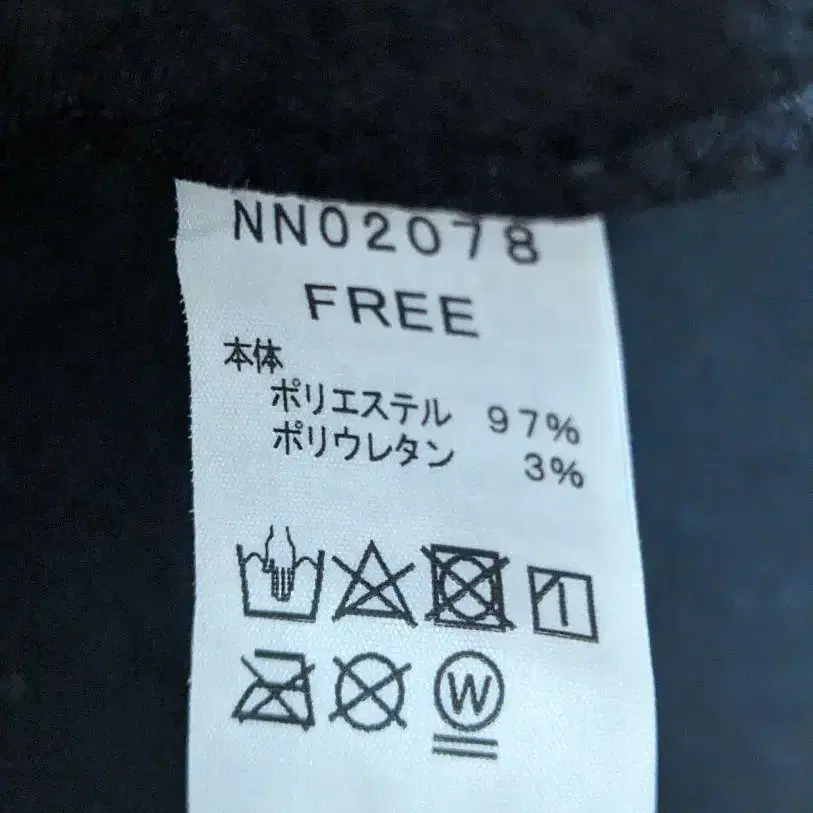 NN02078
FREE
本体
ポリエステル 97%
ポリウレタン 3%
W